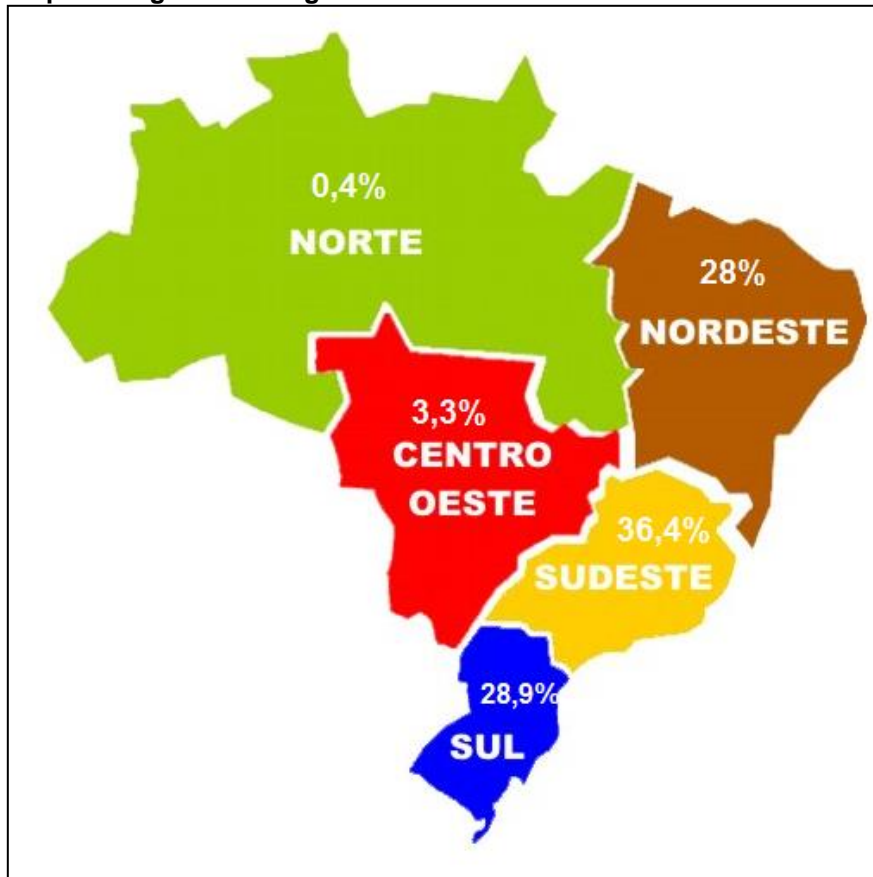 0,4%
NORTE
28%
NORDESTE
3,3%
CENTRO
OESTE
36,4%
SUDESTE
28,9%
SUL